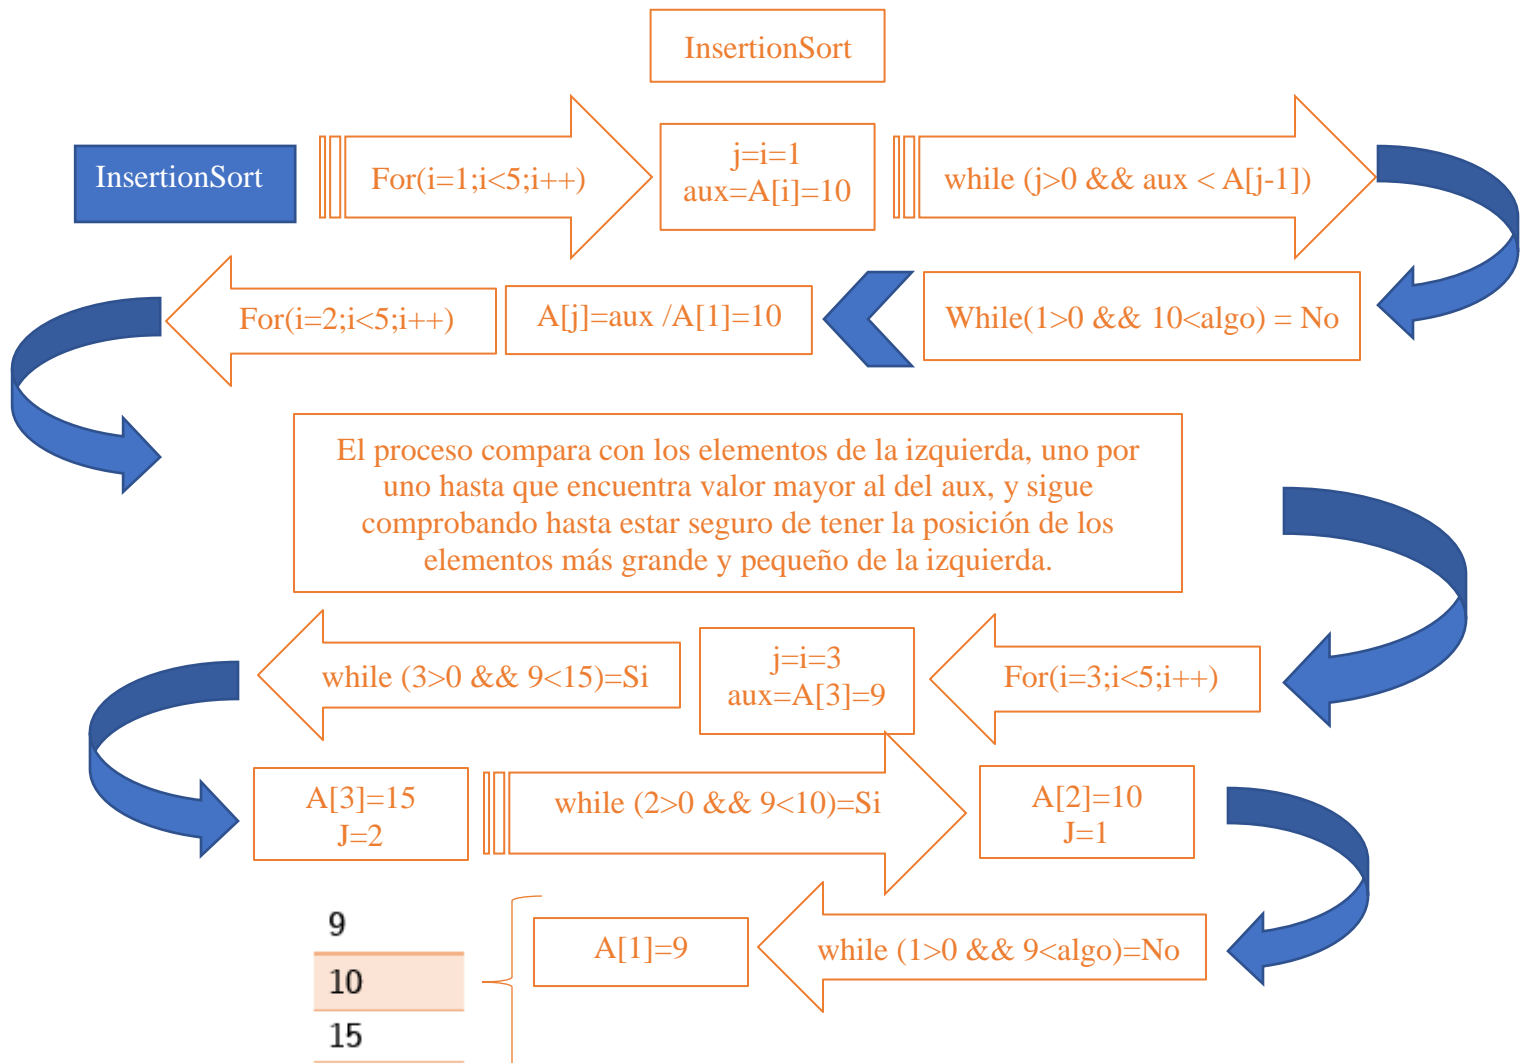 InsertionSort
InsertionSort
For(i=1;i<5;i++)
j=i=1
aux=A[i]=10
while (j>0 && aux < A[j-1])
While(1>0 && 10<algo) = No
A[j]=aux /A[1]=10
For(i=2;i<5;i++)
El proceso compara con los elementos de la izquierda, uno por
uno hasta que encuentra valor mayor al del aux, y sigue
comprobando hasta estar seguro de tener la posición de los
elementos más grande y pequeño de la izquierda.
For(i=3;i<5;i++)
j=i=3
aux=A[3]=9
while (3>0 && 9<15)=Si
A[3]=15
J=2
while (2>0 && 9<10)=Si
A[2]=10
J=1
while (1>0 && 9<algo)=No
A[1]=9
9
10
15